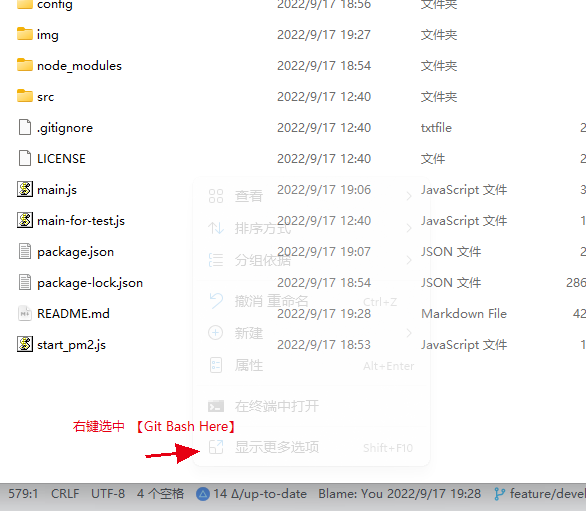 config 2022/9/17 18:56 文件夹
img 2022/9/17 19:27 文件夹
node_modules 2022/9/17 18:54 文件夹
src 2022/9/17 12:40 文件夹
.gitignore 2022/9/17 12:40 txtfile 2
LICENSE 2022/9/17 12:40 文件 2
main.js 2022/9/17 19:06 JavaScript 文件 3
main-for-test.js 2022/9/17 12:40 JavaScript 文件 1
package.json 2022/9/17 19:07 JSON 文件 2
package-lock.json 2022/9/17 18:54 JSON 文件 286
README.md 2022/9/17 19:28 Markdown File 42
start_pm2.js 2022/9/17 18:53 JavaScript 文件 1
查看
排序方式
分组依据
撤消 重命名 Ctrl+Z
新建
属性 Alt+Enter
在终端中打开
右键选中 【Git Bash Here】
显示更多选项 Shift+F10
579:1 CRLF UTF-8 4 个空格 14 Δ/up-to-date Blame: You 2022/9/17 19:28 feature/devel